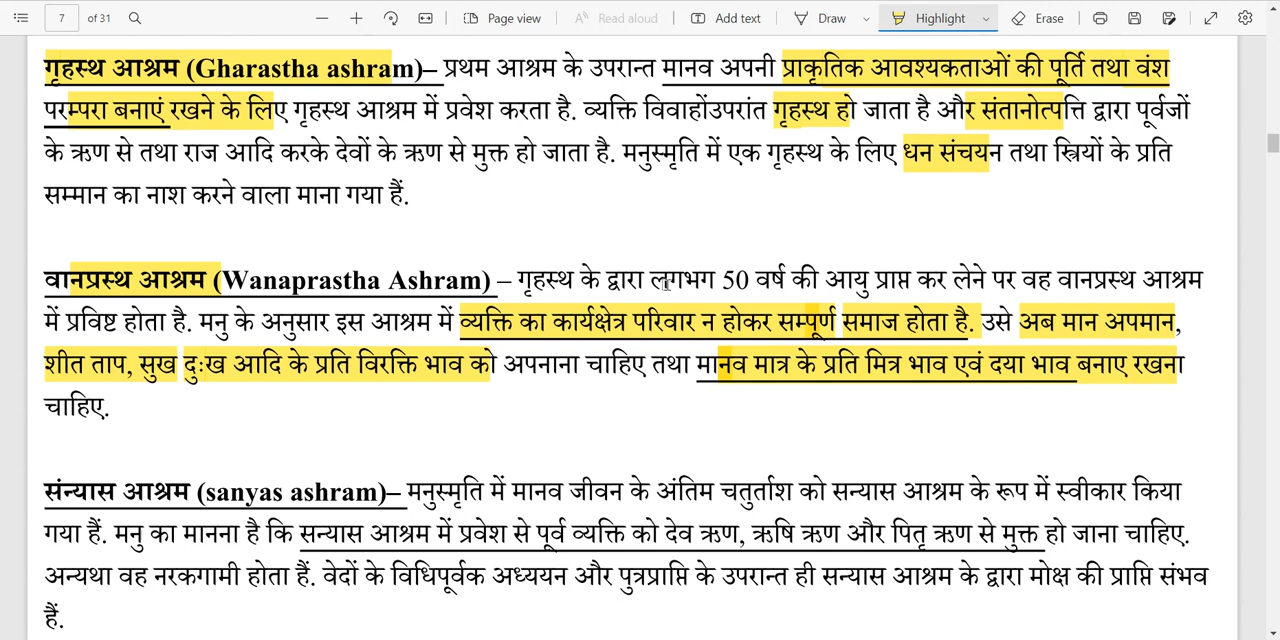 7 of 31 Page view Read aloud Add text Draw Highlight Erase
गृहस्थ आश्रम (Gharastha ashram)– प्रथम आश्रम के उपरान्त मानव अपनी प्राकृतिक आवश्यकताओं की पूर्ति तथा वंश
परम्परा बनाएं रखने के लिए गृहस्थ आश्रम में प्रवेश करता है. व्यक्ति विवाहोंउपरांत गृहस्थ हो जाता है और संतानोत्पत्ति द्वारा पूर्वजों
के ऋण से तथा राज आदि करके देवों के ऋण से मुक्त हो जाता है. मनुस्मृति में एक गृहस्थ के लिए धन संचयन तथा स्त्रियों के प्रति
सम्मान का नाश करने वाला माना गया हैं.
वानप्रस्थ आश्रम (Wanaprastha Ashram) – गृहस्थ के द्वारा लगभग 50 वर्ष की आयु प्राप्त कर लेने पर वह वानप्रस्थ आश्रम
में प्रविष्ट होता है. मनु के अनुसार इस आश्रम में व्यक्ति का कार्यक्षेत्र परिवार न होकर सम्पूर्ण समाज होता है. उसे अब मान अपमान,
शीत ताप, सुख दुःख आदि के प्रति विरक्ति भाव को अपनाना चाहिए तथा मानव मात्र के प्रति मित्र भाव एवं दया भाव बनाए रखना
चाहिए.
संन्यास आश्रम (sanyas ashram)– मनुस्मृति में मानव जीवन के अंतिम चतुर्ताश को सन्यास आश्रम के रूप में स्वीकार किया
गया हैं. मनु का मानना है कि सन्यास आश्रम में प्रवेश से पूर्व व्यक्ति को देव ऋण, ऋषि ऋण और पितृ ऋण से मुक्त हो जाना चाहिए.
अन्यथा वह नरकगामी होता हैं. वेदों के विधिपूर्वक अध्ययन और पुत्रप्राप्ति के उपरान्त ही सन्यास आश्रम के द्वारा मोक्ष की प्राप्ति संभव
हैं.